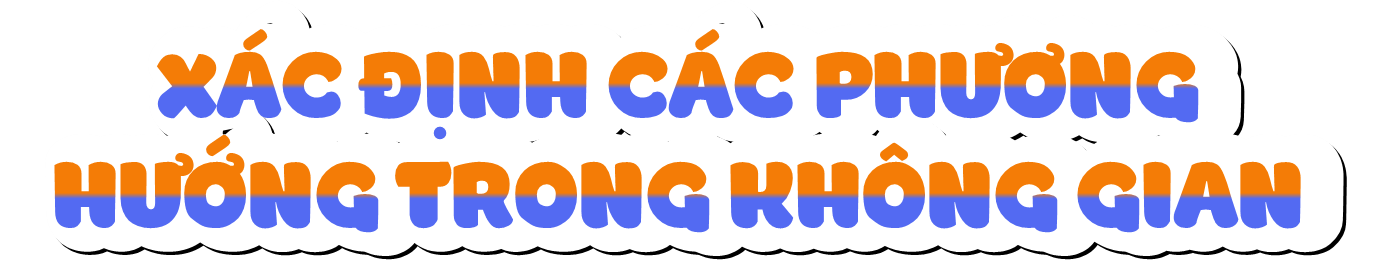 XÁC ĐỊNH CÁC PHƯƠNG
HƯỚNG TRONG KHÔNG GIAN